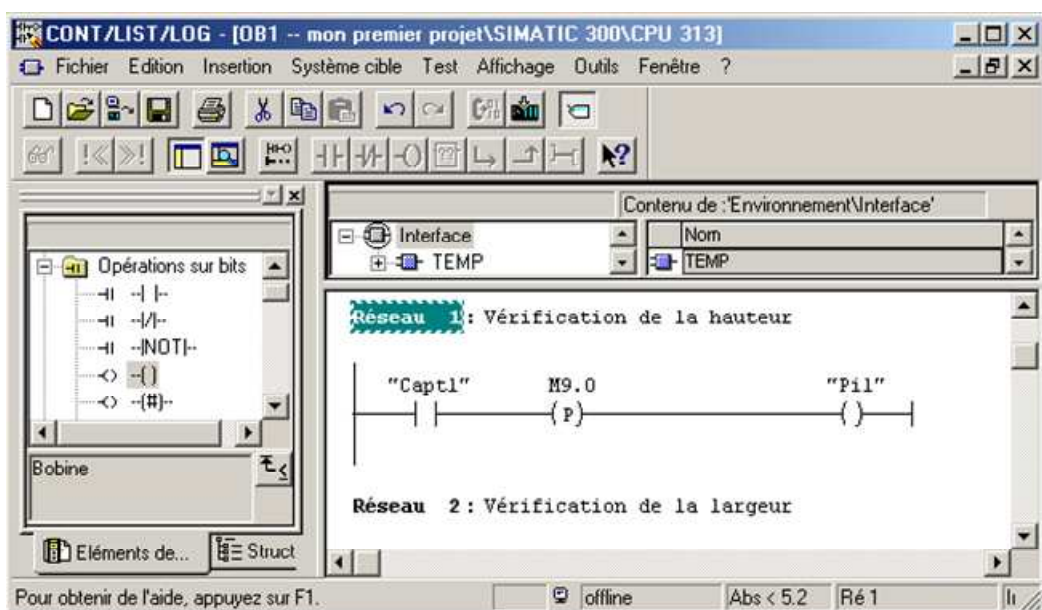 CONT/LIST/LOG - [OB1 -- mon premier projet\SIMATIC 300\CPU 313]
Fichier Edition Insertion Système cible Test Affichage Outils Fenêtre ?
Contenu de :'Environnement\Interface'
Interface
Nom
TEMP
TEMP
Opérations sur bits
--| |--
--|/|--
--|NOT|--
--( )
--(#)--
Bobine
Eléments de...
Struct
Réseau 1 : Vérification de la hauteur
"Capt1" M9.0 "Pi1"
( P ) ( )
Réseau 2 : Vérification de la largeur
Pour obtenir de l'aide, appuyez sur F1.
offline
Abs < 5.2
Ré 1